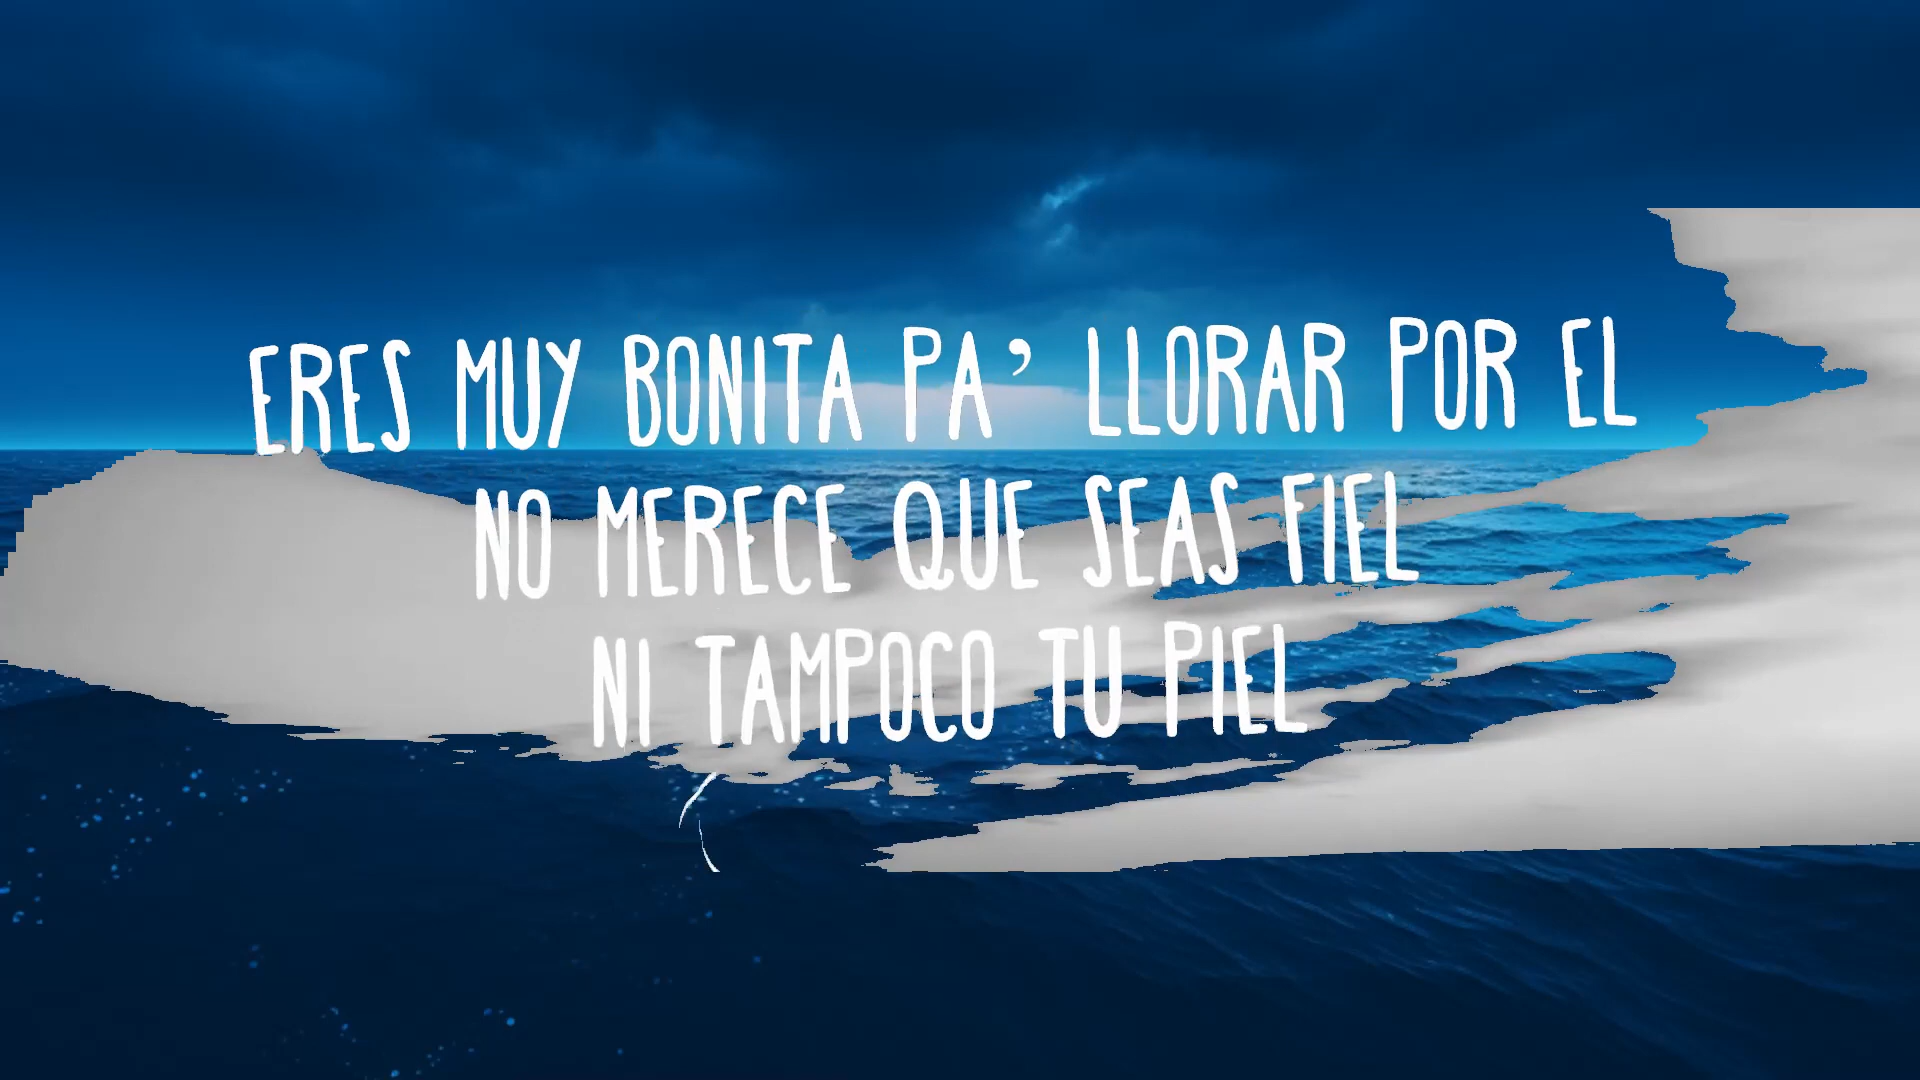 ERES MUY BONITA PA’ LLORAR POR EL
NO MERECE QUE SEAS FIEL
NI TAMPOCO TU PIEL